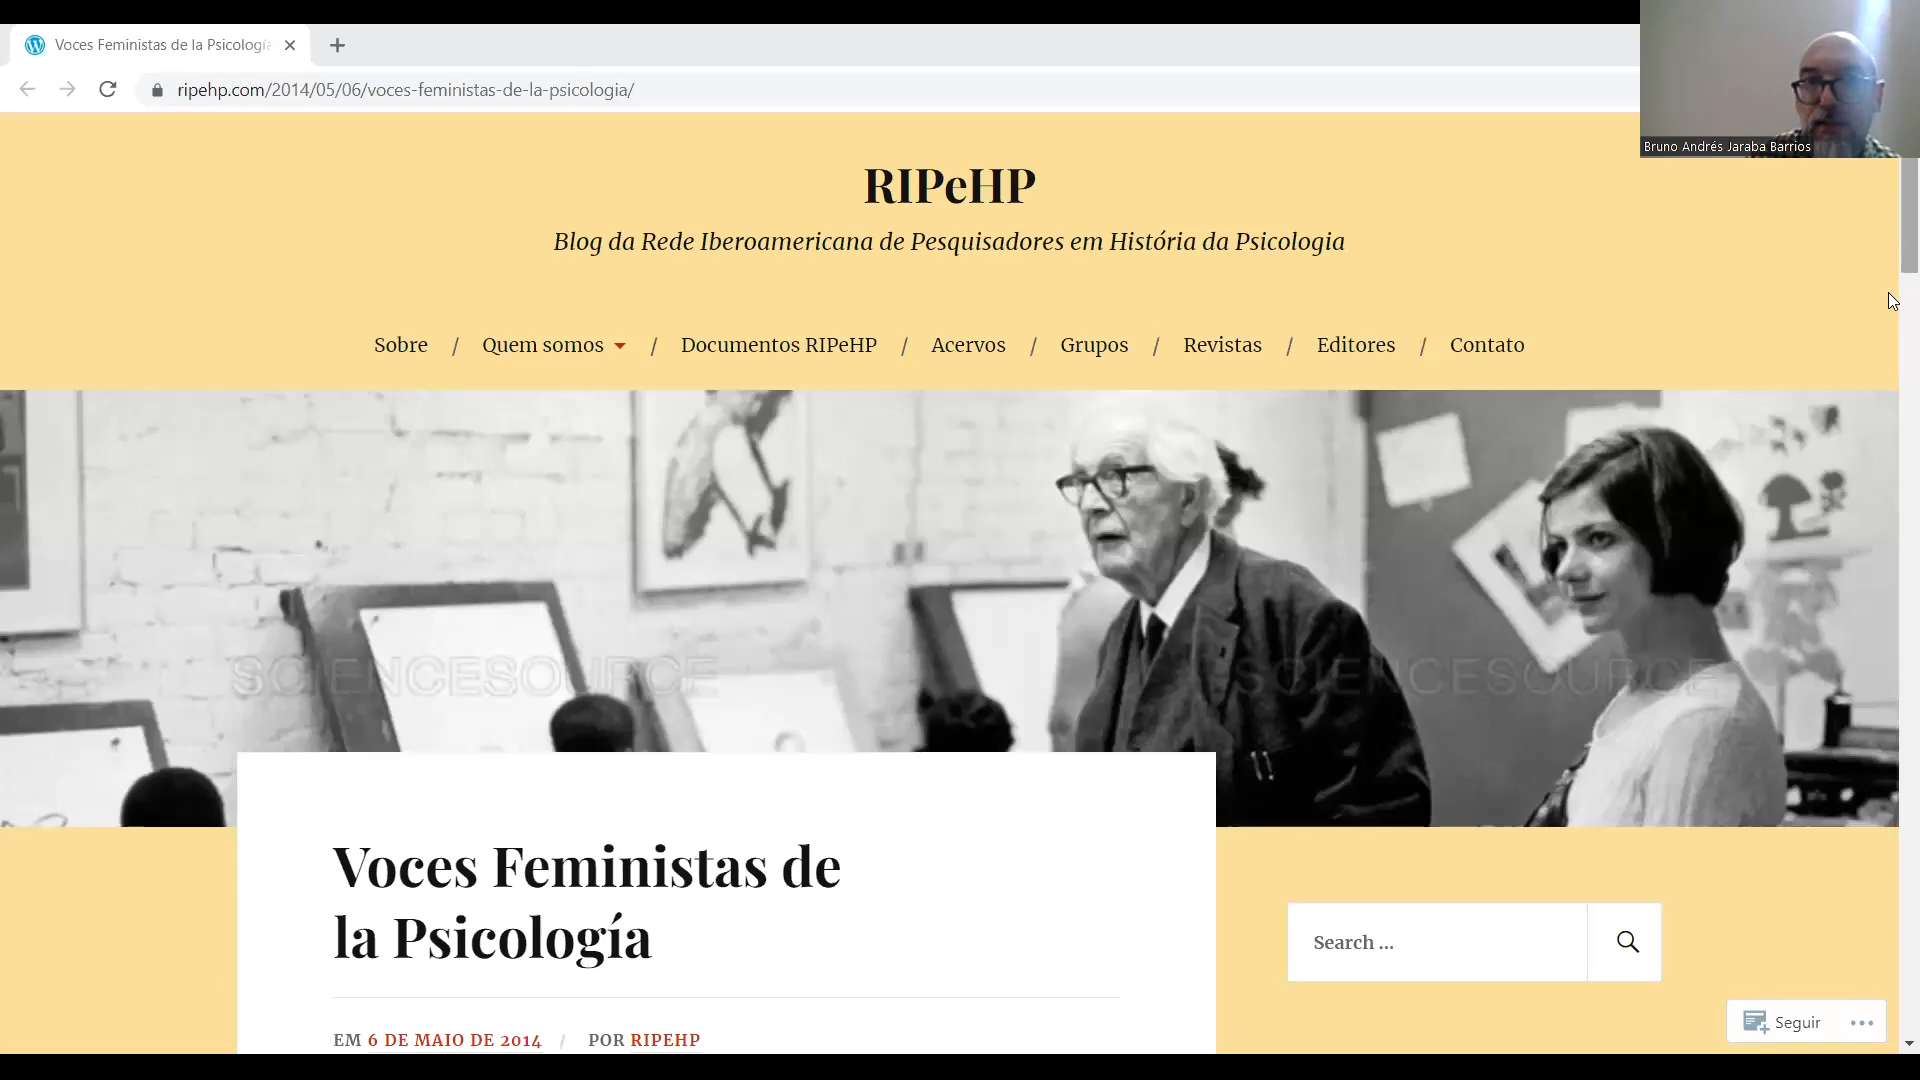 Voces Feministas de la Psicologí
ripehp.com/2014/05/06/voces-feministas-de-la-psicologia/
Bruno Andrés Jaraba Barrios
RIPeHP
Blog da Rede Iberoamericana de Pesquisadores em História da Psicologia
Sobre / Quem somos / Documentos RIPeHP / Acervos / Grupos / Revistas / Editores / Contato
SCIENCESOURCE SCIENCESOURCE
Voces Feministas de
la Psicología
Search ...
EM 6 DE MAIO DE 2014 / POR RIPEHP
Seguir